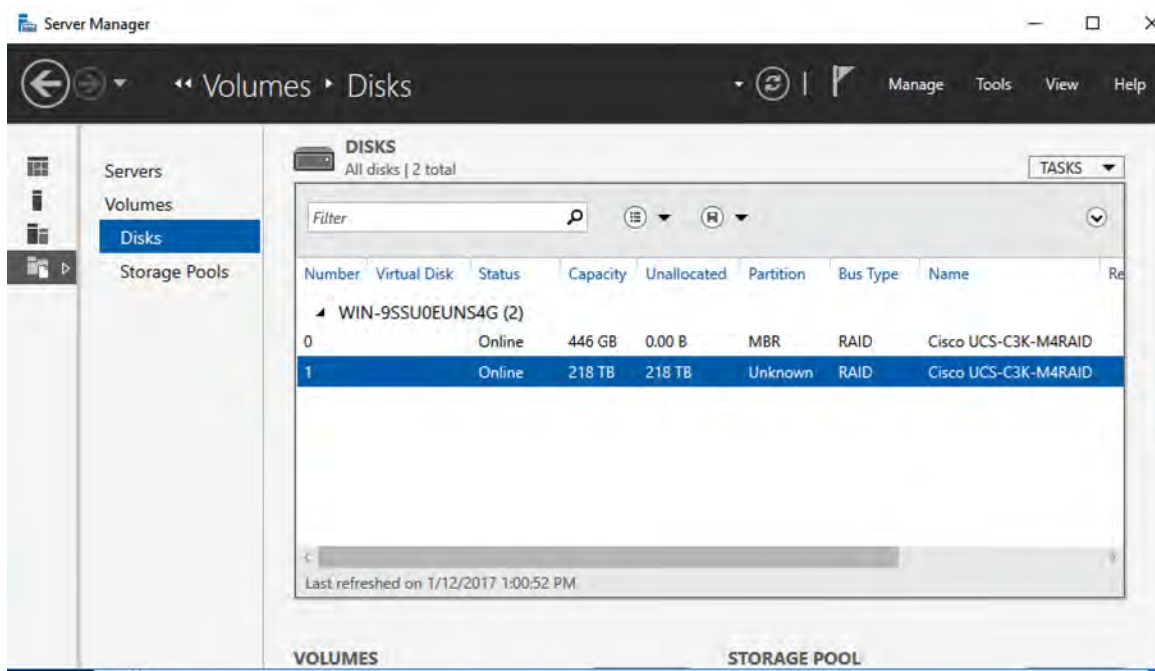 Server Manager
Volumes Disks
Manage Tools View Help
Servers
Volumes
Disks
Storage Pools
DISKS
All disks | 2 total
TASKS
Filter
Number Virtual Disk Status Capacity Unallocated Partition Bus Type Name Re
WIN-9SSU0EUNS4G (2)
0 Online 446 GB 0.00 B MBR RAID Cisco UCS-C3K-M4RAID
1 Online 218 TB 218 TB Unknown RAID Cisco UCS-C3K-M4RAID
Last refreshed on 1/12/2017 1:00:52 PM
VOLUMES STORAGE POOL